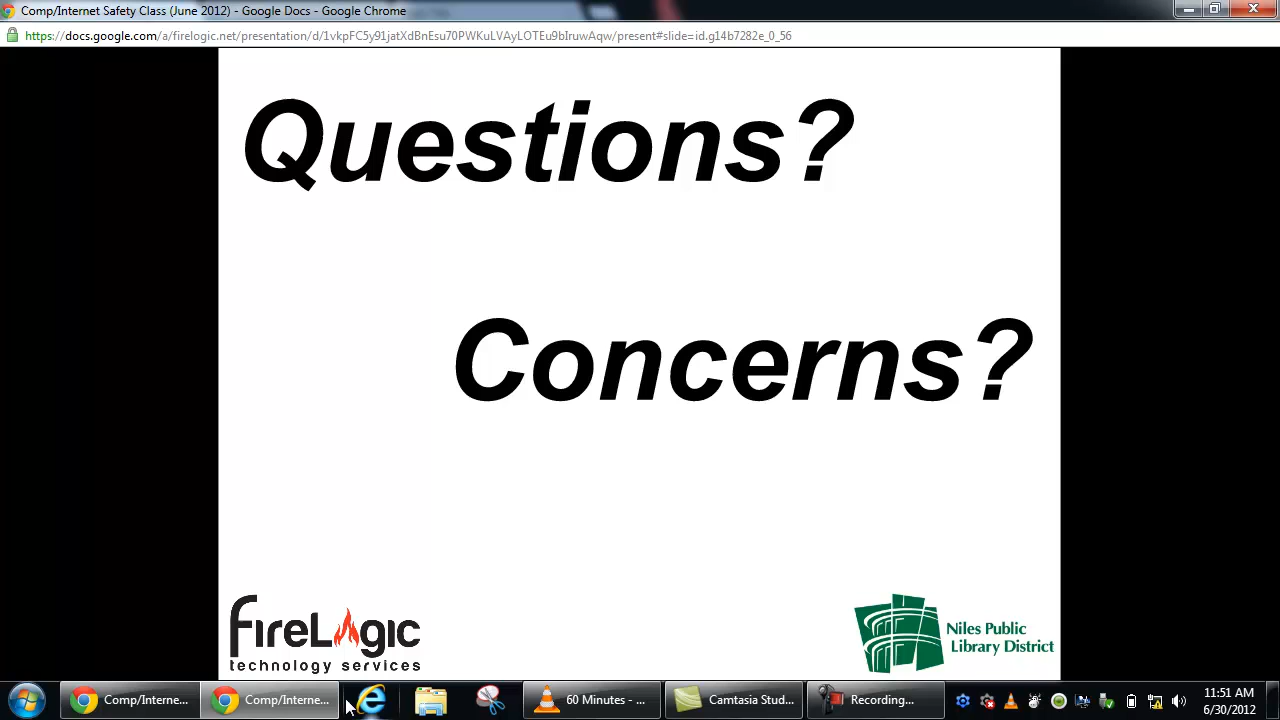 Comp/Internet Safety Class (June 2012) - Google Docs - Google Chrome
https://docs.google.com/a/firelogic.net/presentation/d/1vkpFC5y91jatXdBnEsu70PWKuLVAyLOTEu9bIruwAqw/present#slide=id.g14b7282e_0_56
Questions?
Concerns?
FIRELOGIC
technology services
Niles Public
Library District
Comp/Interne...
Comp/Interne...
60 Minutes - ...
Camtasia Stud...
Recording...
11:51 AM
6/30/2012